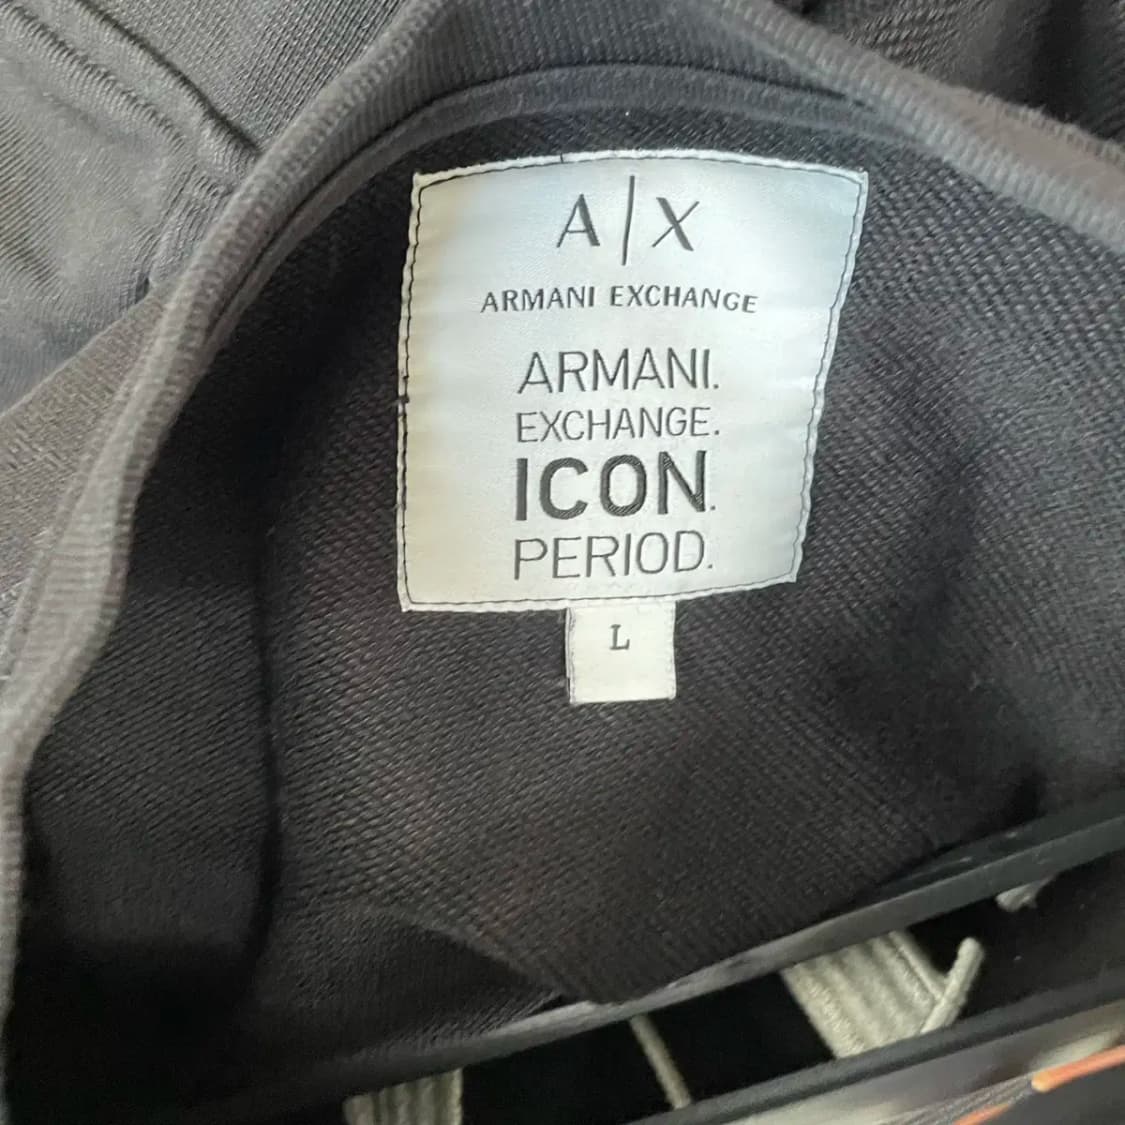 A|X
ARMANI EXCHANGE
ARMANI.
EXCHANGE.
ICON.
PERIOD.
L